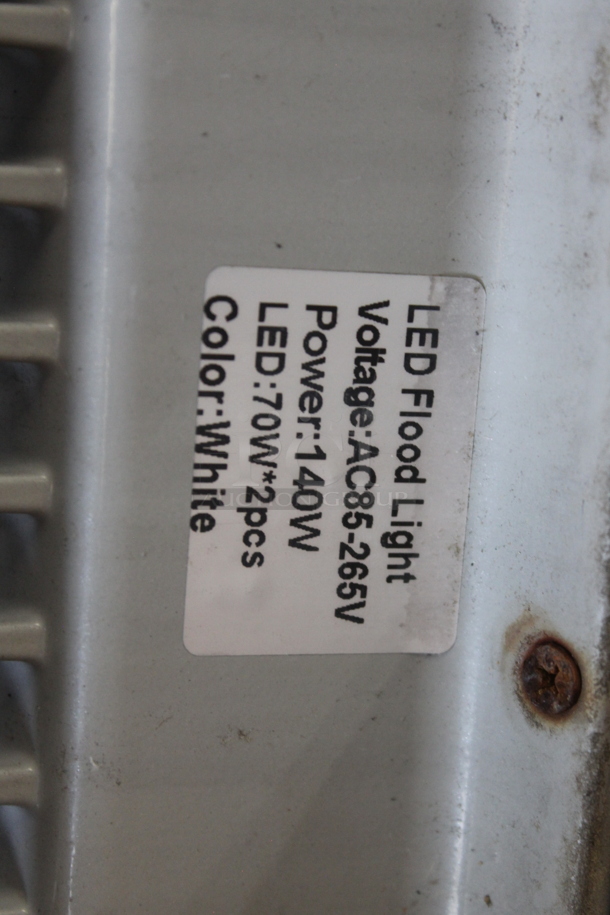 LED Flood Light
Voltage:AC85-265V
Power:140W
LED:70W*2pcs
Color:White